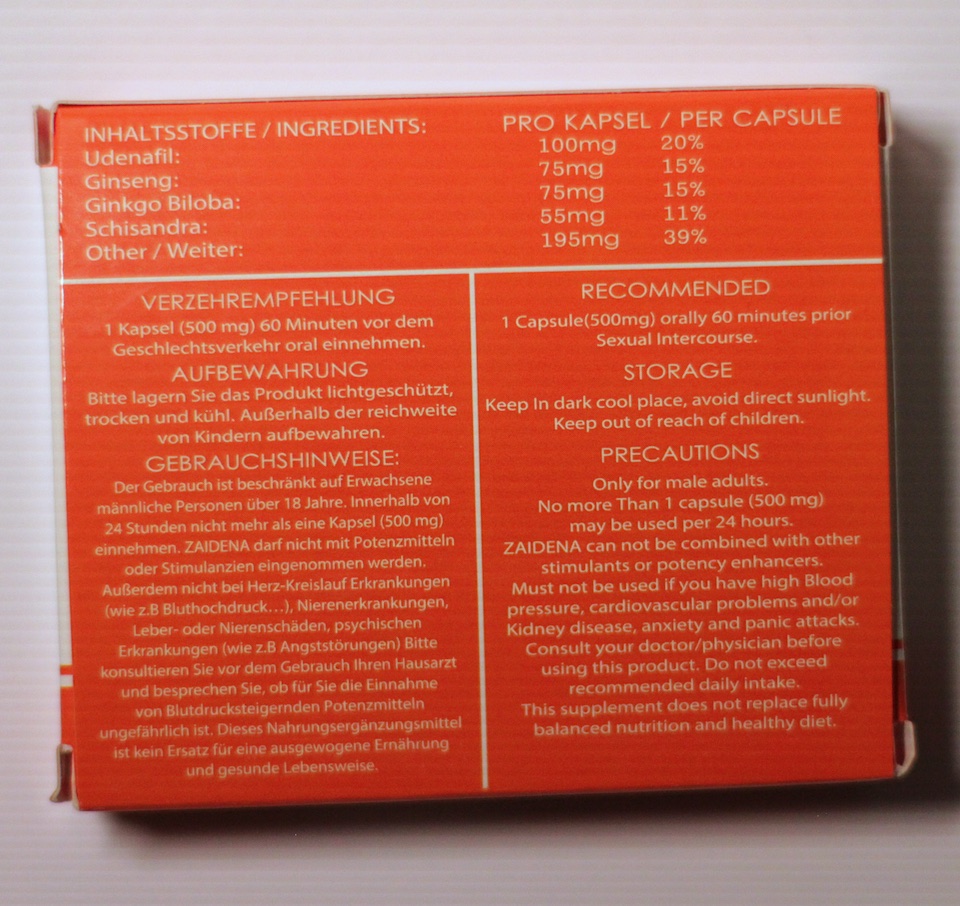 INHALTSSTOFFE / INGREDIENTS: PRO KAPSEL / PER CAPSULE
Udenafil: 100mg 20%
Ginseng: 75mg 15%
Ginkgo Biloba: 75mg 15%
Schisandra: 55mg 11%
Other / Weiter: 195mg 39%
VERZEHREMPFEHLUNG
1 Kapsel (500 mg) 60 Minuten vor dem
Geschlechtsverkehr oral einnehmen.
AUFBEWAHRUNG
Bitte lagern Sie das Produkt lichtgeschützt,
trocken und kühl. Außerhalb der reichweite
von Kindern aufbewahren.
GEBRAUCHSHINWEISE:
Der Gebrauch ist beschränkt auf Erwachsene
männliche Personen über 18 Jahre. Innerhalb von
24 Stunden nicht mehr als eine Kapsel (500 mg)
einnehmen. ZAIDENA darf nicht mit Potenzmitteln
oder Stimulanzien eingenommen werden.
Außerdem nicht bei Herz-Kreislauf Erkrankungen
(wie z.B Bluthochdruck...), Nierenerkrankungen,
Leber- oder Nierenschäden, psychischen
Erkrankungen (wie z.B Angststörungen) Bitte
konsultieren Sie vor dem Gebrauch Ihren Hausarzt
und besprechen Sie, ob für Sie die Einnahme
von Blutdrucksteigernden Potenzmitteln
ungefährlich ist. Dieses Nahrungsergänzungsmittel
ist kein Ersatz für eine ausgewogene Ernährung
und gesunde Lebensweise.
RECOMMENDED
1 Capsule(500mg) orally 60 minutes prior
Sexual Intercourse.
STORAGE
Keep In dark cool place, avoid direct sunlight.
Keep out of reach of children.
PRECAUTIONS
Only for male adults.
No more Than 1 capsule (500 mg)
may be used per 24 hours.
ZAIDENA can not be combined with other
stimulants or potency enhancers.
Must not be used if you have high Blood
pressure, cardiovascular problems and/or
Kidney disease, anxiety and panic attacks.
Consult your doctor/physician before
using this product. Do not exceed
recommended daily intake.
This supplement does not replace fully
balanced nutrition and healthy diet.